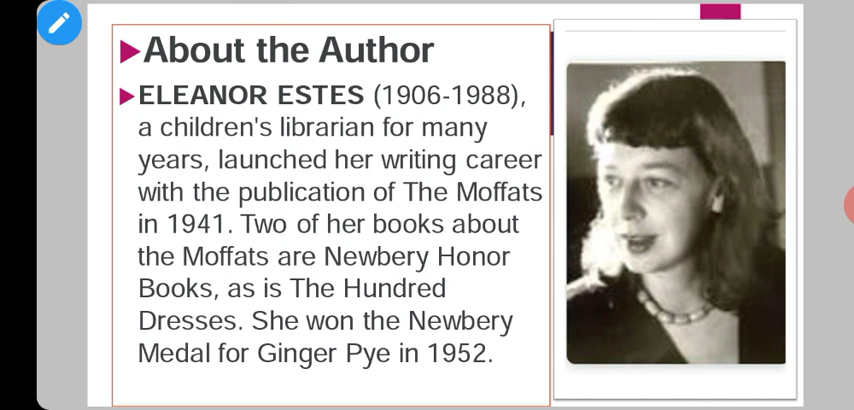 About the Author
ELEANOR ESTES (1906-1988),
a children's librarian for many
years, launched her writing career
with the publication of The Moffats
in 1941. Two of her books about
the Moffats are Newbery Honor
Books, as is The Hundred
Dresses. She won the Newbery
Medal for Ginger Pye in 1952.